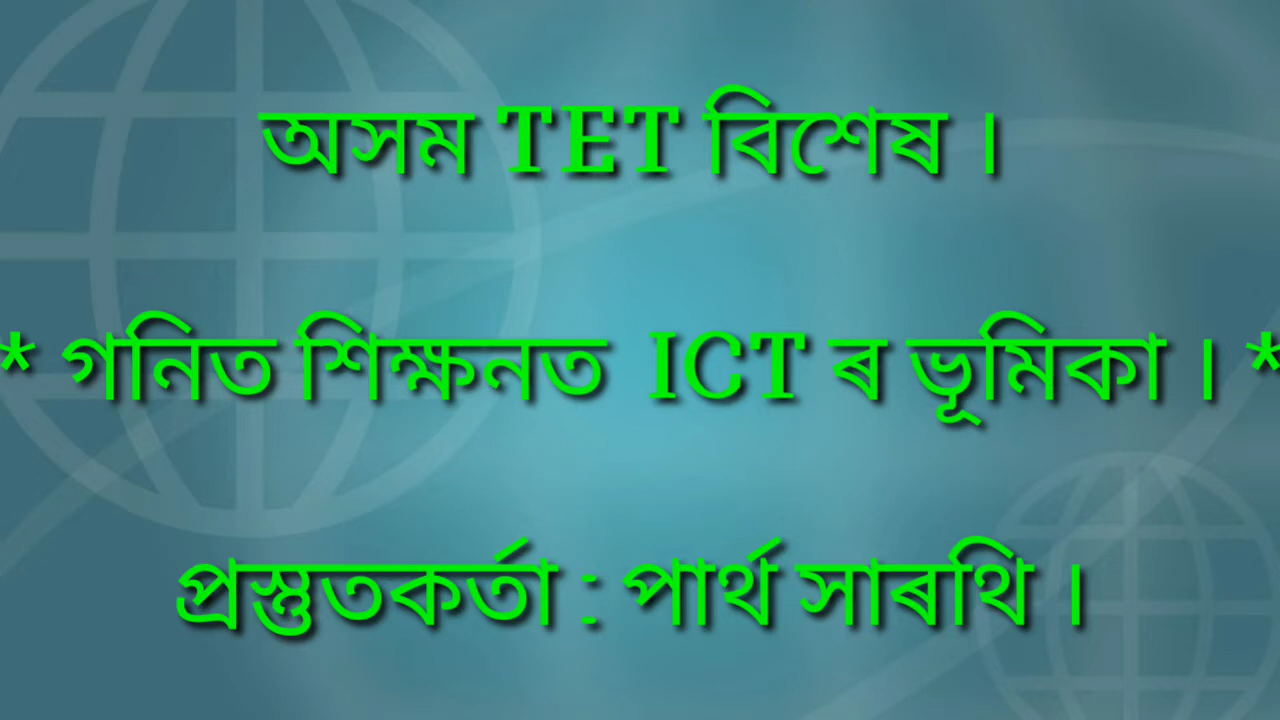 অসম TET বিশেষ ।
* গনিত শিক্ষনত ICT ৰ ভূমিকা । *
প্ৰস্তুতকৰ্তা : পাৰ্থ সাৰথি ।